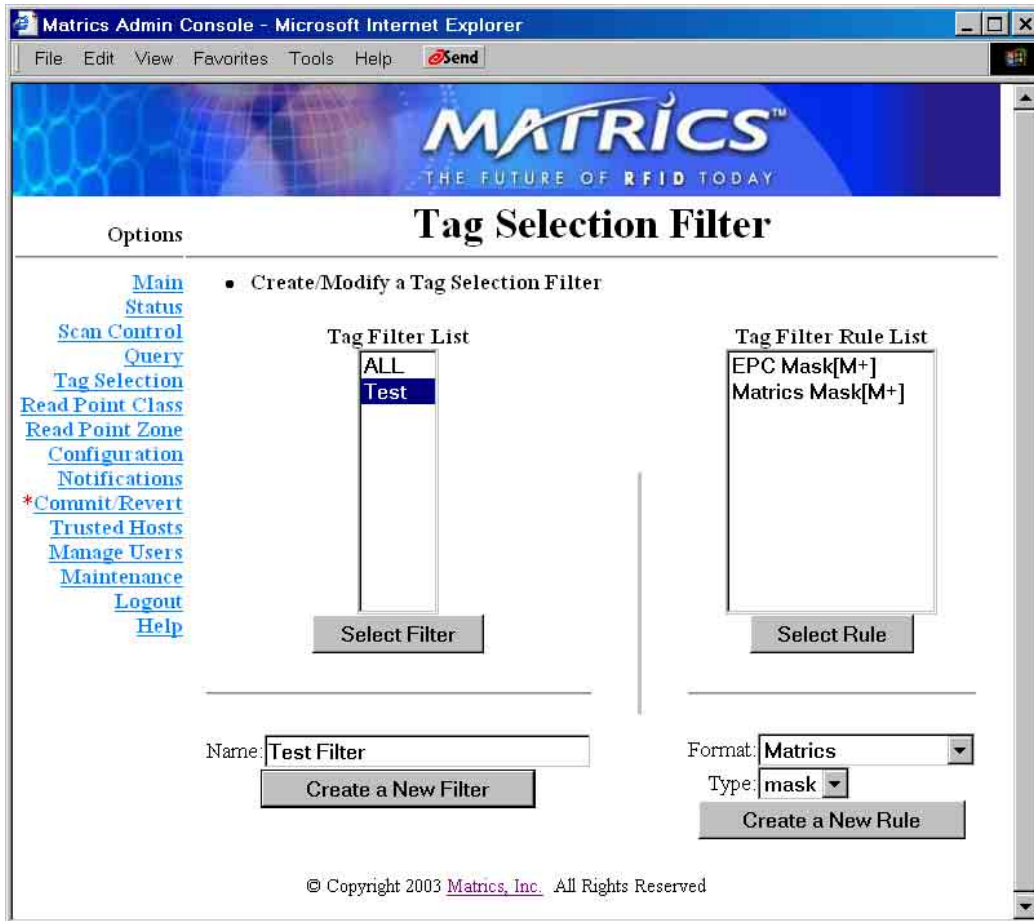 Matrics Admin Console - Microsoft Internet Explorer
File Edit View Favorites Tools Help Send
MATRICS™
THE FUTURE OF RFID TODAY
Options
Tag Selection Filter
Main
Status
Scan Control
Query
Tag Selection
Read Point Class
Read Point Zone
Configuration
Notifications
*Commit/Revert
Trusted Hosts
Manage Users
Maintenance
Logout
Help
• Create/Modify a Tag Selection Filter
Tag Filter List
ALL
Test
Select Filter
Tag Filter Rule List
EPC Mask[M+]
Matrics Mask[M+]
Select Rule
Name: Test Filter
Create a New Filter
Format: Matrics
Type: mask
Create a New Rule
© Copyright 2003 Matrics, Inc. All Rights Reserved